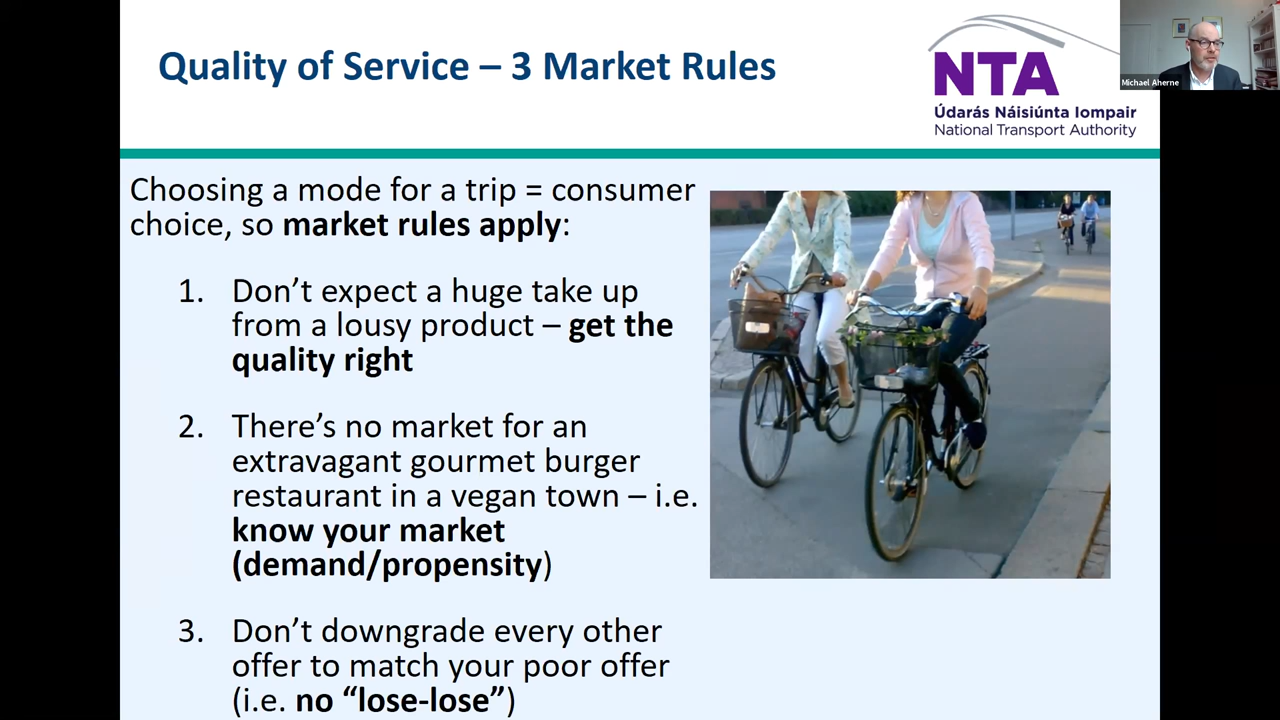 Quality of Service – 3 Market Rules
NTA
Údarás Náisiúnta Iompair
National Transport Authority
Michael Aherne
Choosing a mode for a trip = consumer
choice, so market rules apply:
1. Don’t expect a huge take up
from a lousy product – get the
quality right
2. There’s no market for an
extravagant gourmet burger
restaurant in a vegan town – i.e.
know your market
(demand/propensity)
3. Don’t downgrade every other
offer to match your poor offer
(i.e. no “lose-lose”)